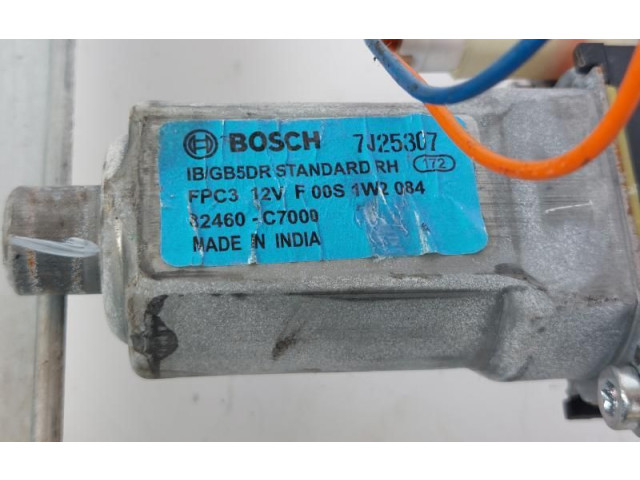 BOSCH 7J25307
IB/GB5DR STANDARD RH 172
FPC3 12V F 00S 1W2 084
82460-C7000
MADE IN INDIA